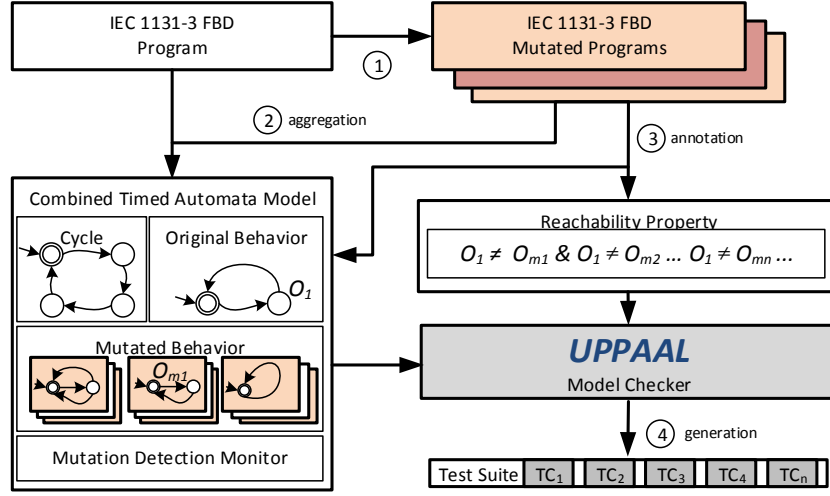 IEC 1131-3 FBD
Program
1
IEC 1131-3 FBD
Mutated Programs
2 aggregation
3 annotation
Combined Timed Automata Model
Cycle
Original Behavior
O1
Reachability Property
O1 ≠ Om1 & O1 ≠ Om2 ... O1 ≠ Omn ...
Mutated Behavior
Om1
UPPAAL
Model Checker
4 generation
Mutation Detection Monitor
Test Suite TC1 TC2 TC3 TC4 TCn